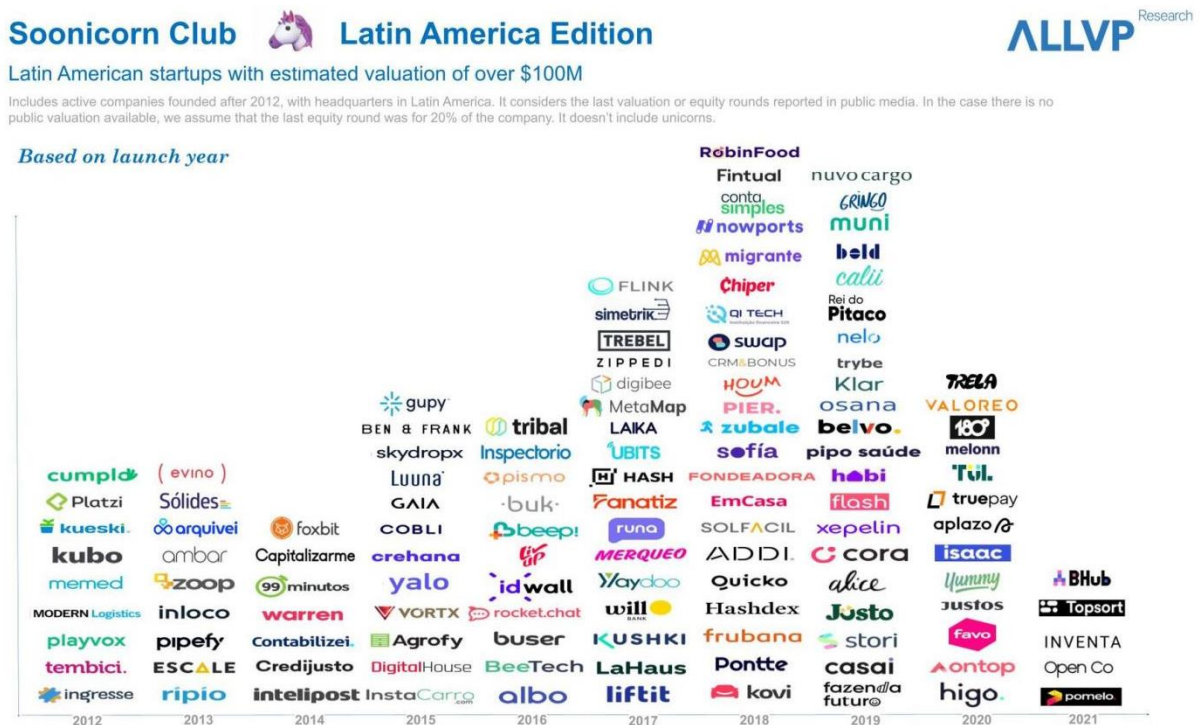 Soonicorn Club Latin America Edition
ALLVP Research
Latin American startups with estimated valuation of over $100M
Includes active companies founded after 2012, with headquarters in Latin America. It considers the last valuation or equity rounds reported in public media. In the case there is no
public valuation available, we assume that the last equity round was for 20% of the company. It doesn't include unicorns.
Based on launch year
cumplo
Platzi
kueski.
kubo
memed
MODERN Logistics
playvox
tembici.
ingresse
2012
(evino)
Sólides
arquivei
ambar
zoop
inloco
pipefy
ESCALE
ripio
2013
foxbit
Capitalizarme
99minutos
warren
Contabilizei.
Credijusto
intelipost
2014
gupy
BEN & FRANK
skydropx
Luuna
GAIA
COBLI
crehana
yalo
VORTX
Agrofy
DigitalHouse
InstaCarro
.com
2015
tribal
Inspectorio
pismo
·buk·
beep!
liv up
idwall
rocket.chat
buser
BeeTech
albo
2016
FLINK
simetrik
TREBEL
ZIPPEDI
digibee
MetaMap
LAIKA
UBITS
HASH
Fanatiz
runa
MERQUEO
Yaydoo
will
BANK
KUSHKI
LaHaus
liftit
2017
RobinFood
Fintual
conta
simples
nowports
migrante
Chiper
QI TECH
swap
CRM&BONUS
HOUM
PIER.
zubale
sofía
FONDEADORA
EmCasa
SOLFACIL
ADDI.
Quicko
Hashdex
frubana
Pontte
kovi
2018
nuvocargo
GRINGO
muni
bold
calii
Rei do
Pitaco
nelo
trybe
Klar
osana
belvo.
pipo saúde
habi
flash
xepelin
cora
alice
Jüsto
stori
casai
fazenda
futuro
2019
TRELA
VALOREO
180º
melonn
Tül.
truepay
aplazo
isaac
Yummy
JUSTOS
favo
ontop
higo.
2020
BHub
Topsort
INVENTA
Open Co
pomelo.
2021